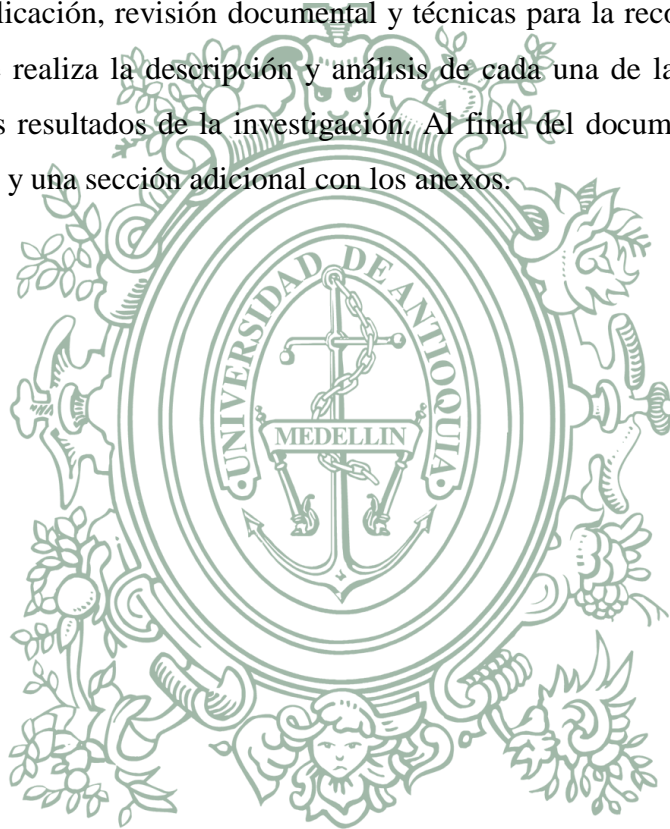 licación, revisión documental y técnicas para la reco
realiza la descripción y análisis de cada una de la
s resultados de la investigación. Al final del docum
y una sección adicional con los anexos.
UNIVERSIDAD DE ANTIOQUIA
MEDELLIN